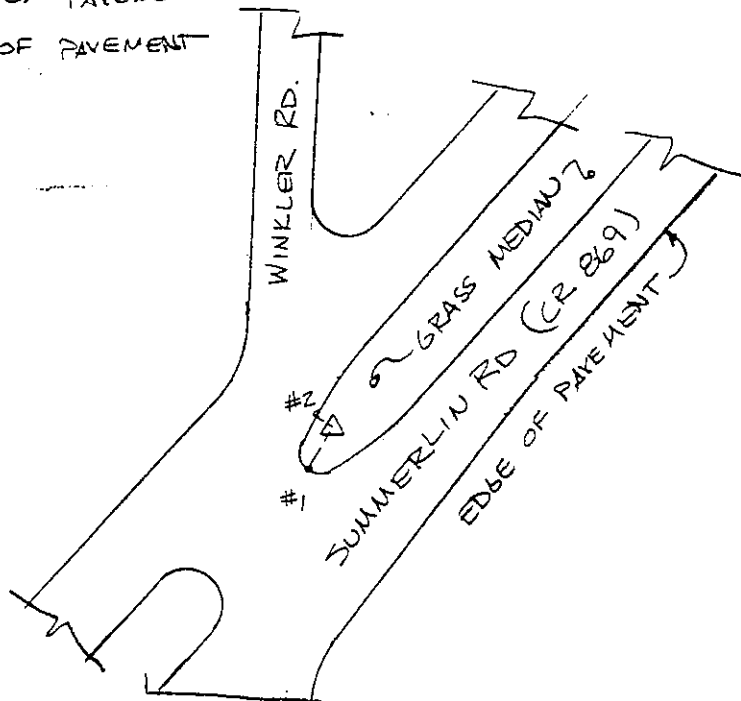 OF PAVEMENT
WINKLER RD.
GRASS MEDIAN
SUMMERLIN RD (CR 869)
EDGE OF PAVEMENT
#2
#1